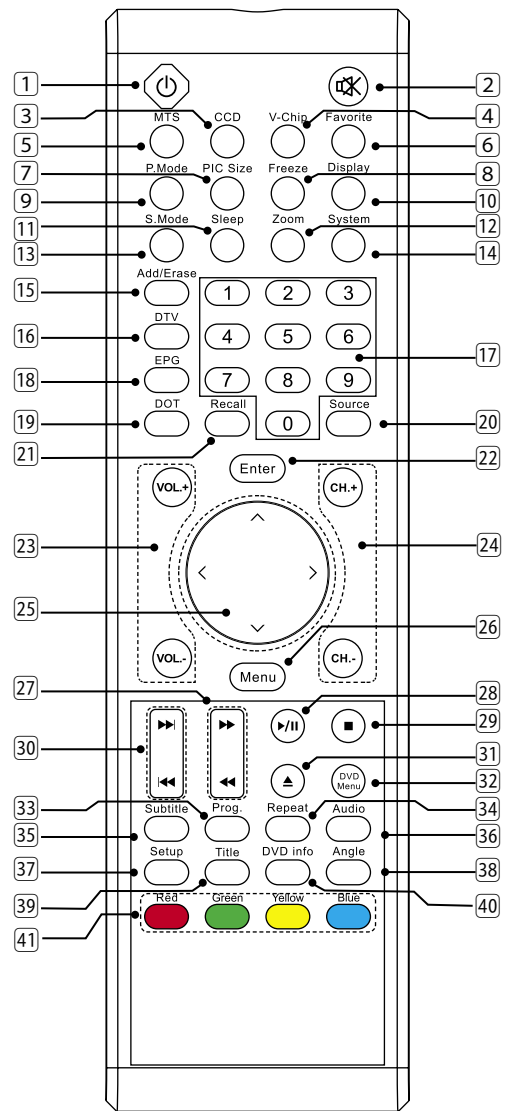 1 2
3 4
MTS CCD V-Chip Favorite
5 6
7 8
P.Mode PIC Size Freeze Display
9 10
11 12
S.Mode Sleep Zoom System
13 14
Add/Erase
15 1 2 3
DTV
16 4 5 6 17
EPG
18 7 8 9
DOT Recall Source
19 0 20
21 Enter 22
VOL.+ CH.+
23 24
25
VOL.- CH.- 26
Menu
27 28
29
30 31
DVD Menu 32
33 34
Subtitle Prog. Repeat Audio
35 36
Setup Title DVD info Angle
37 38
39 40
Red Green Yellow Blue
41